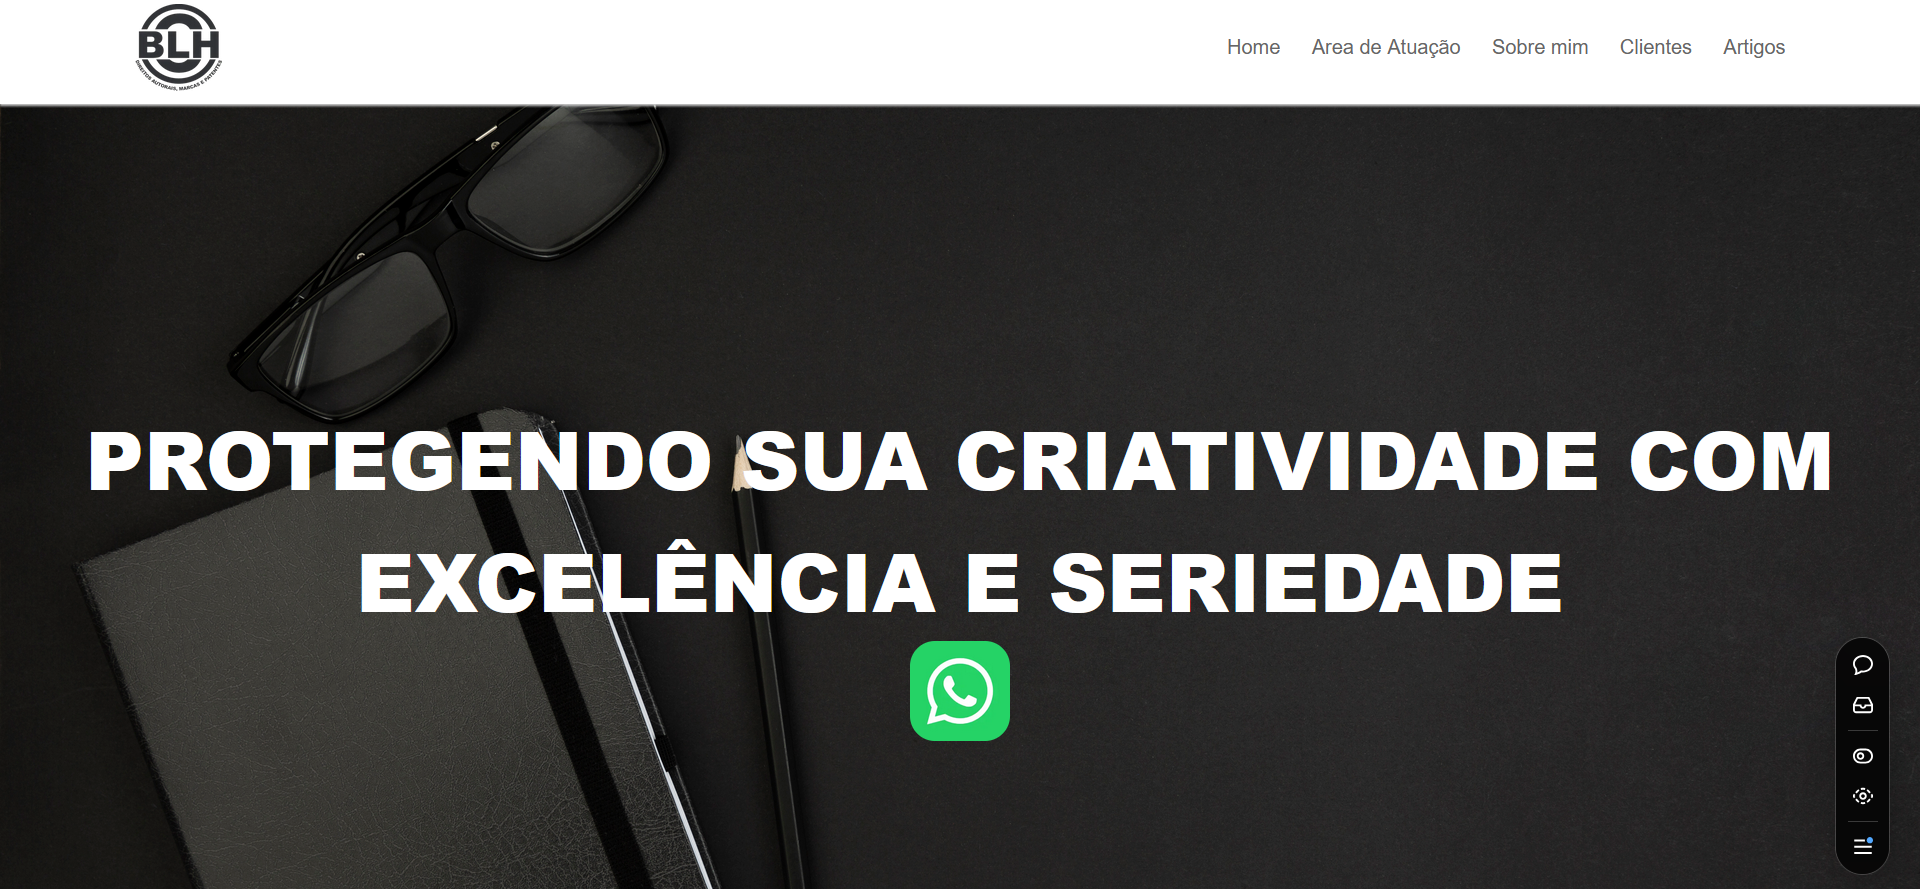 BLH
DIREITOS AUTORAIS, MARCAS E PATENTES
Home Area de Atuação Sobre mim Clientes Artigos
PROTEGENDO SUA CRIATIVIDADE COM
EXCELÊNCIA E SERIEDADE